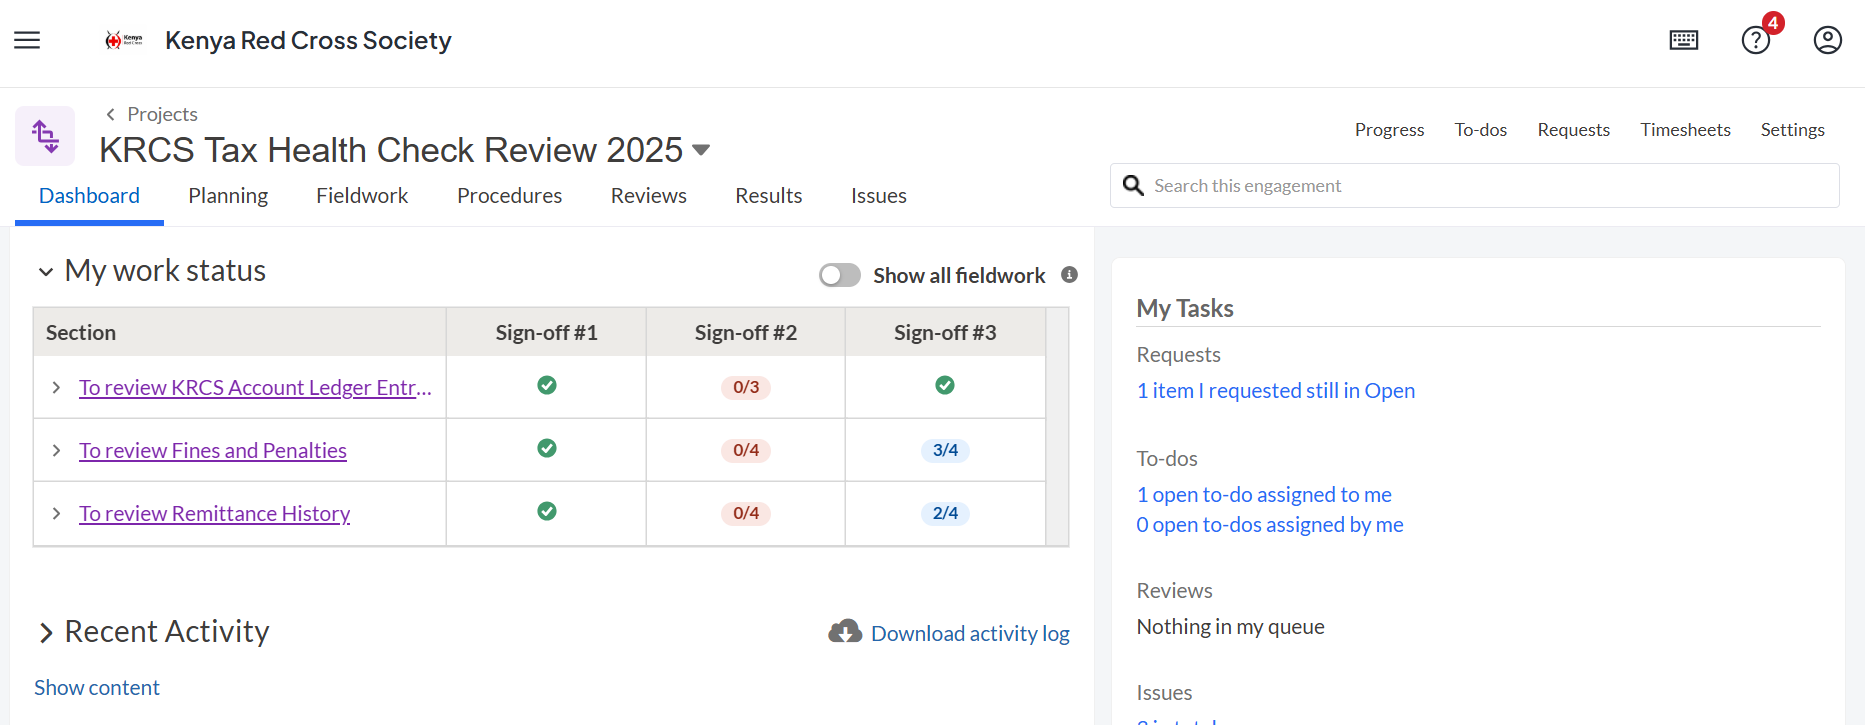 Kenya Red Cross Society
4
Projects
KRCS Tax Health Check Review 2025
Progress To-dos Requests Timesheets Settings
Search this engagement
Dashboard Planning Fieldwork Procedures Reviews Results Issues
My work status
Show all fieldwork
Section Sign-off #1 Sign-off #2 Sign-off #3
To review KRCS Account Ledger Entr... 0/3
To review Fines and Penalties 0/4 3/4
To review Remittance History 0/4 2/4
Recent Activity
Download activity log
Show content
My Tasks
Requests
1 item I requested still in Open
To-dos
1 open to-do assigned to me
0 open to-dos assigned by me
Reviews
Nothing in my queue
Issues